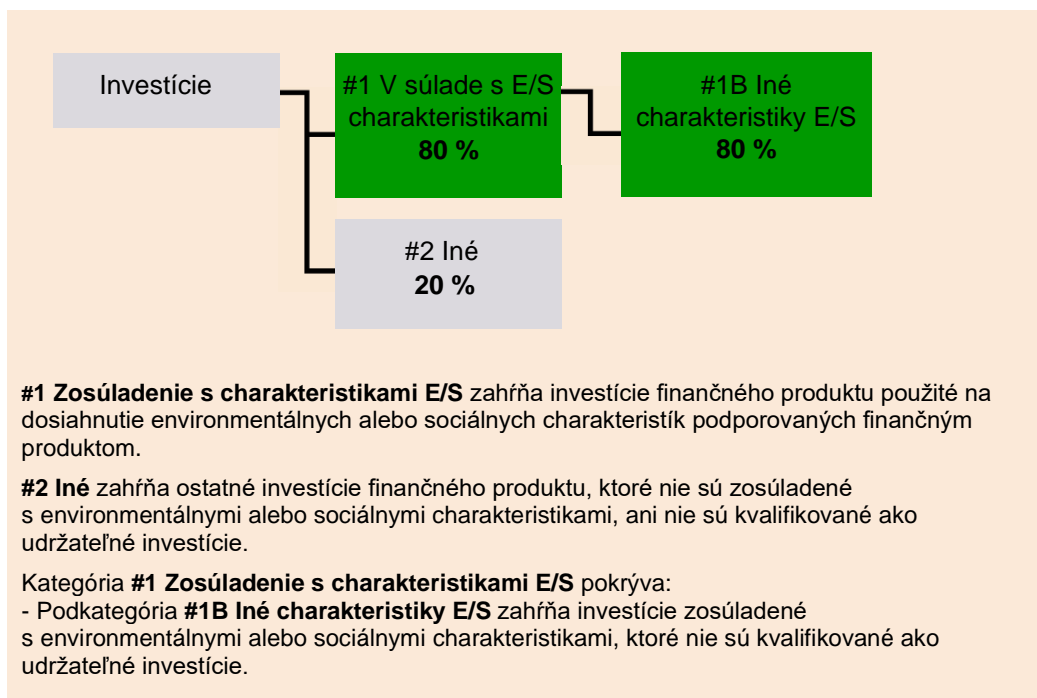 Investície
#1 V súlade s E/S
charakteristikami
80 %
#1B Iné
charakteristiky E/S
80 %
#2 Iné
20 %
#1 Zosúladenie s charakteristikami E/S zahŕňa investície finančného produktu použité na
dosiahnutie environmentálnych alebo sociálnych charakteristík podporovaných finančným
produktom.
#2 Iné zahŕňa ostatné investície finančného produktu, ktoré nie sú zosúladené
s environmentálnymi alebo sociálnymi charakteristikami, ani nie sú kvalifikované ako
udržateľné investície.
Kategória #1 Zosúladenie s charakteristikami E/S pokrýva:
- Podkategória #1B Iné charakteristiky E/S zahŕňa investície zosúladené
s environmentálnymi alebo sociálnymi charakteristikami, ktoré nie sú kvalifikované ako
udržateľné investície.